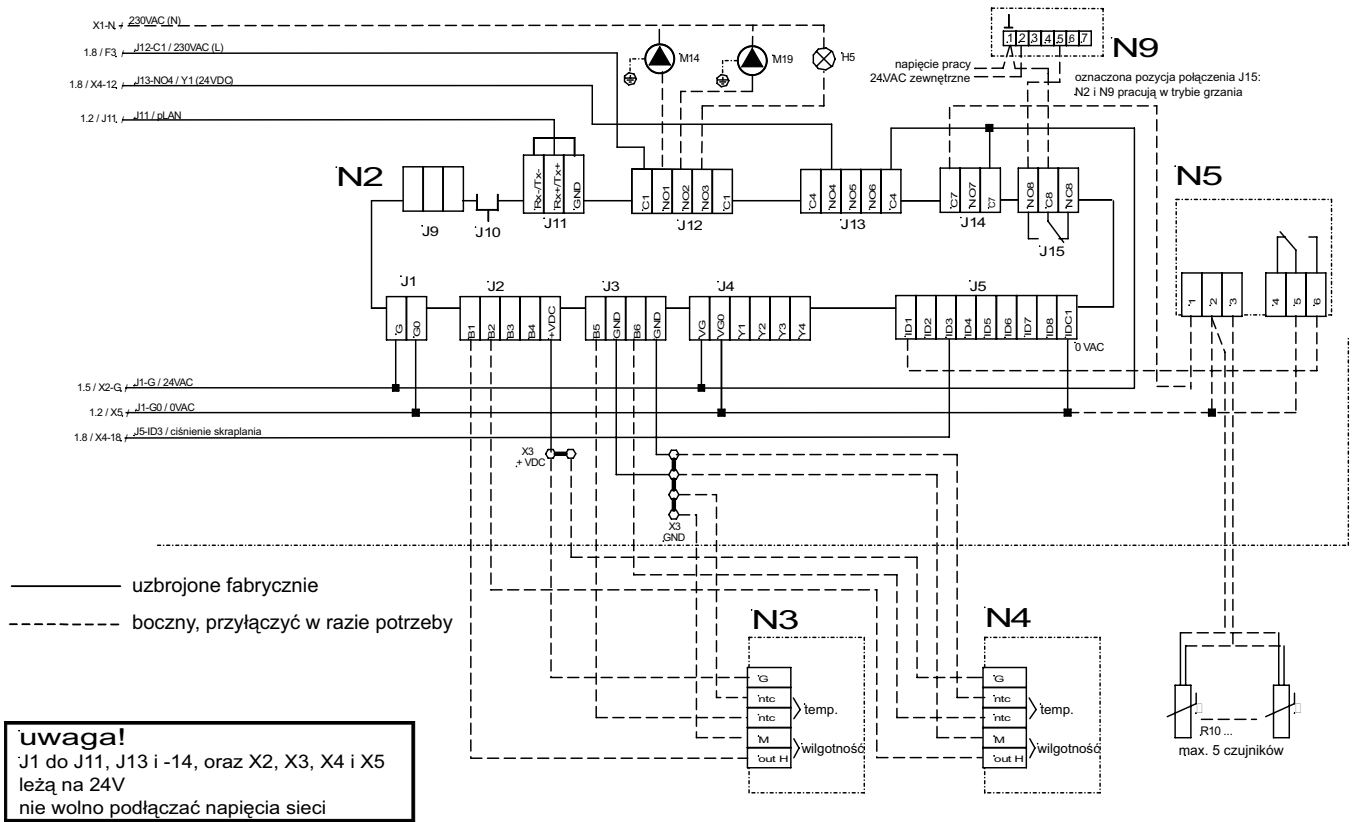 X1-N 230VAC (N)
1.8 / F3 J12-C1 / 230VAC (L)
1.8 / X4-12 J13-NO4 / Y1 (24VDC)
1.2 / J11 J11 / pLAN
M14
M19
H5
1 2 3 4 5 6 7
N9
napięcie pracy
24VAC zewnętrzne
oznaczona pozycja połączenia J15:
N2 i N9 pracują w trybie grzania
N2
J9
J10
Rx-/Tx- Rx+/Tx+ GND
J11
C1 NO1 NO2 NO3 C1
J12
C4 NO4 NO5 NO6 C4
J13
C7 NO7 C7
J14
NO8 C8 NC8
J15
N5
1 2 3 4 5 6
J1
G G0
J2
B1 B2 B3 B4 +VDC
J3
B5 GND B6 GND
J4
VG VG0 Y1 Y2 Y3 Y4
J5
ID1 ID2 ID3 ID4 ID5 ID6 ID7 ID8 IDC1
0 VAC
1.5 / X2-G J1-G / 24VAC
1.2 / X5 J1-G0 / 0VAC
1.8 / X4-18 J5-ID3 / ciśnienie skraplania
X3
+ VDC
X3
GND
uzbrojone fabrycznie
boczny, przyłączyć w razie potrzeby
N3
G
ntc
ntc
M
out H
temp.
wilgotność
N4
G
ntc
ntc
M
out H
temp.
wilgotność
R10 ...
max. 5 czujników
uwaga!
J1 do J11, J13 i -14, oraz X2, X3, X4 i X5
leżą na 24V
nie wolno podłączać napięcia sieci